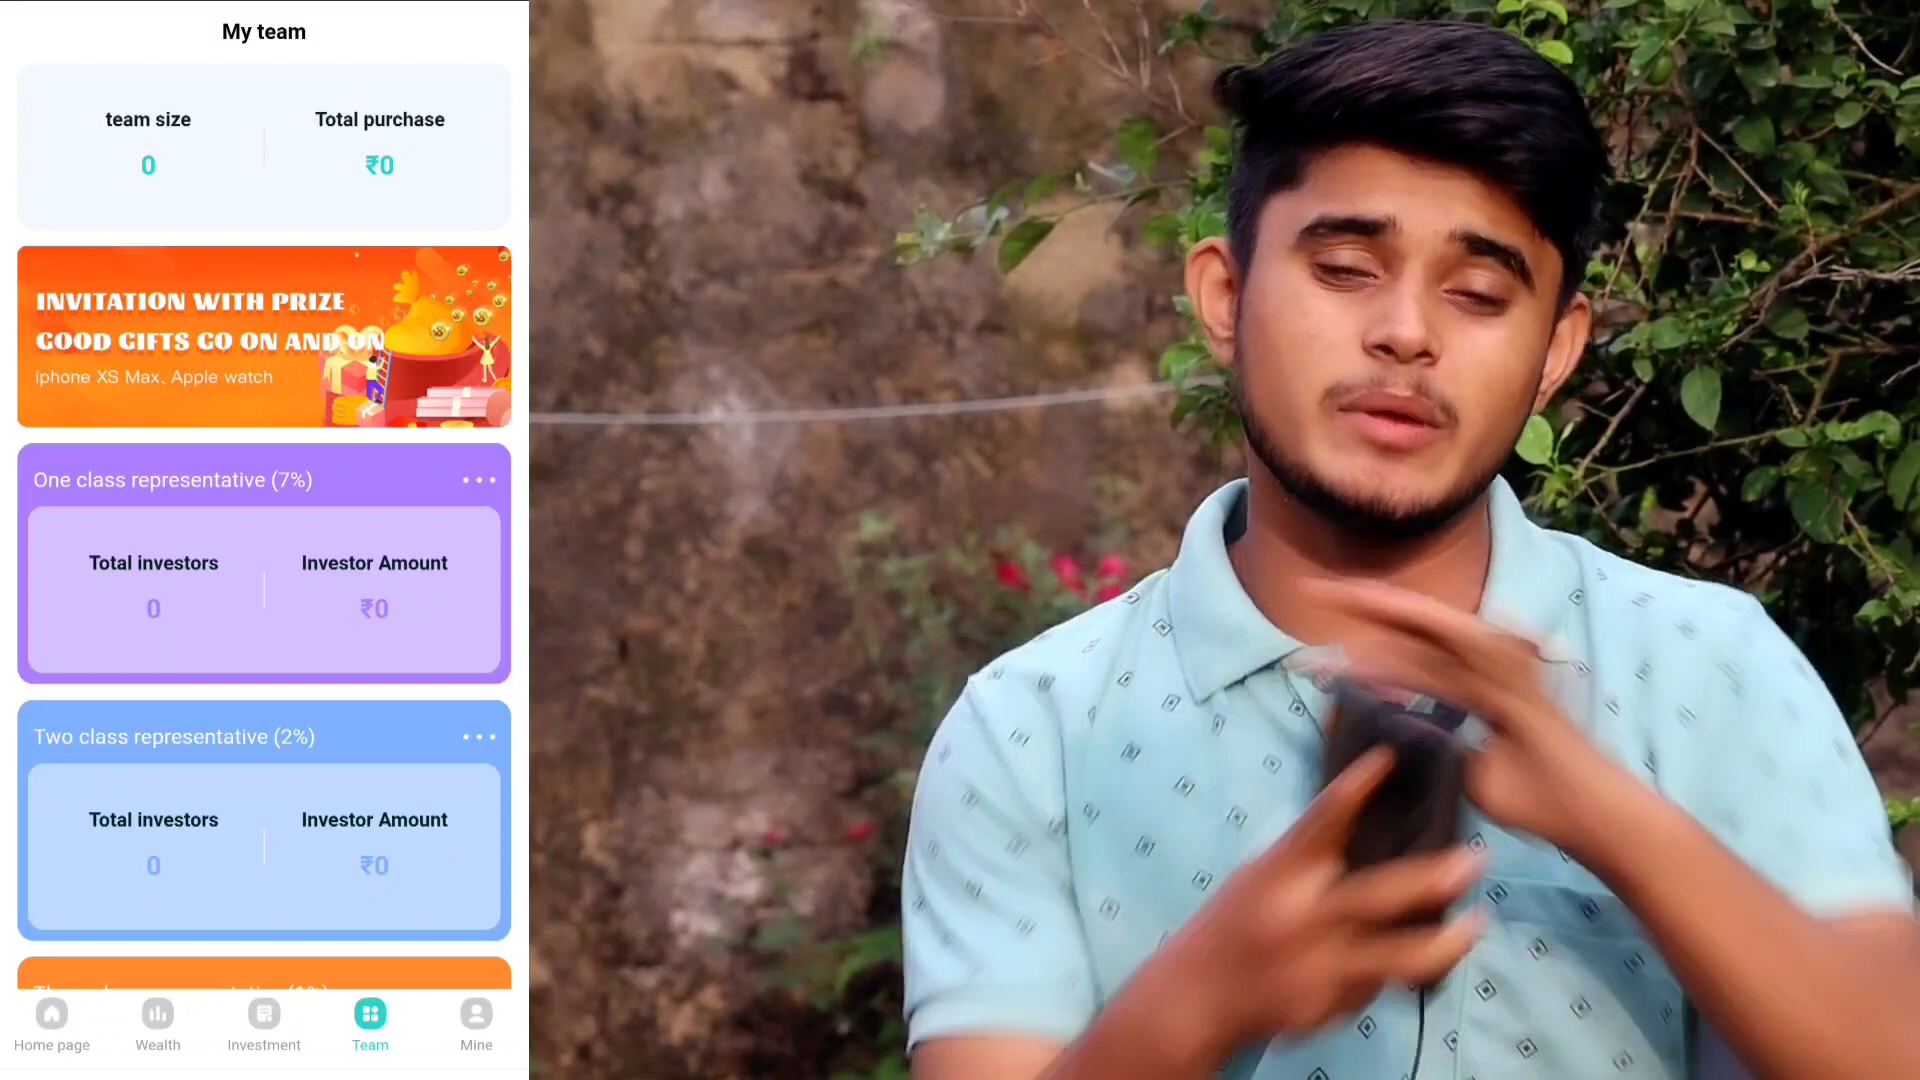 My team
team size
Total purchase
0
₹0
INVITATION WITH PRIZE
GOOD GIFTS GO ON AND ON
iphone XS Max、Apple watch
One class representative (7%)
Total investors
Investor Amount
0
₹0
Two class representative (2%)
Total investors
Investor Amount
0
₹0
Home page
Wealth
Investment
Team
Mine